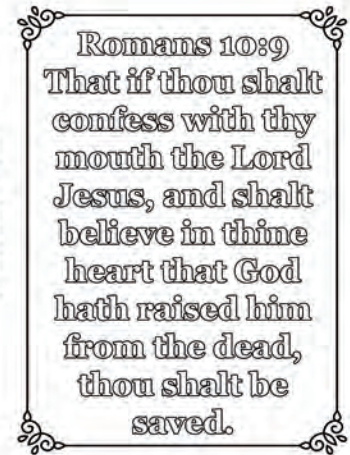 Romans 10:9
That if thou shalt
confess with thy
mouth the Lord
Jesus, and shalt
believe in thine
heart that God
hath raised him
from the dead,
thou shalt be
saved.